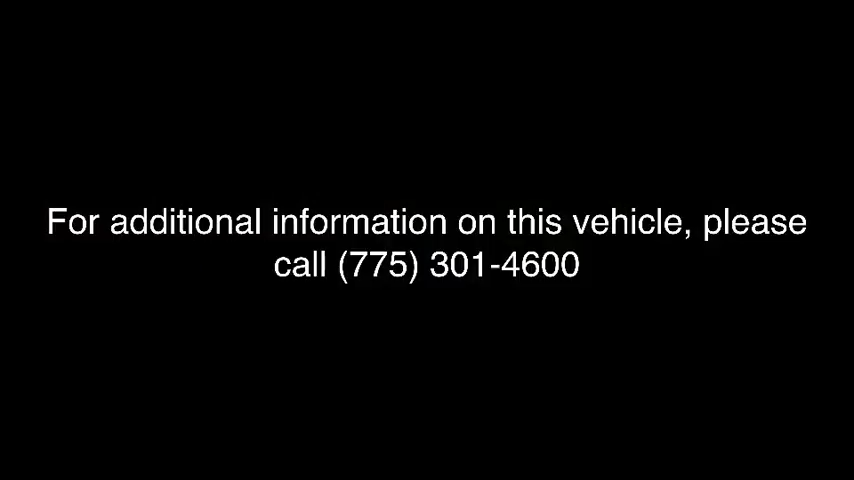 For additional information on this vehicle, please
call (775) 301-4600